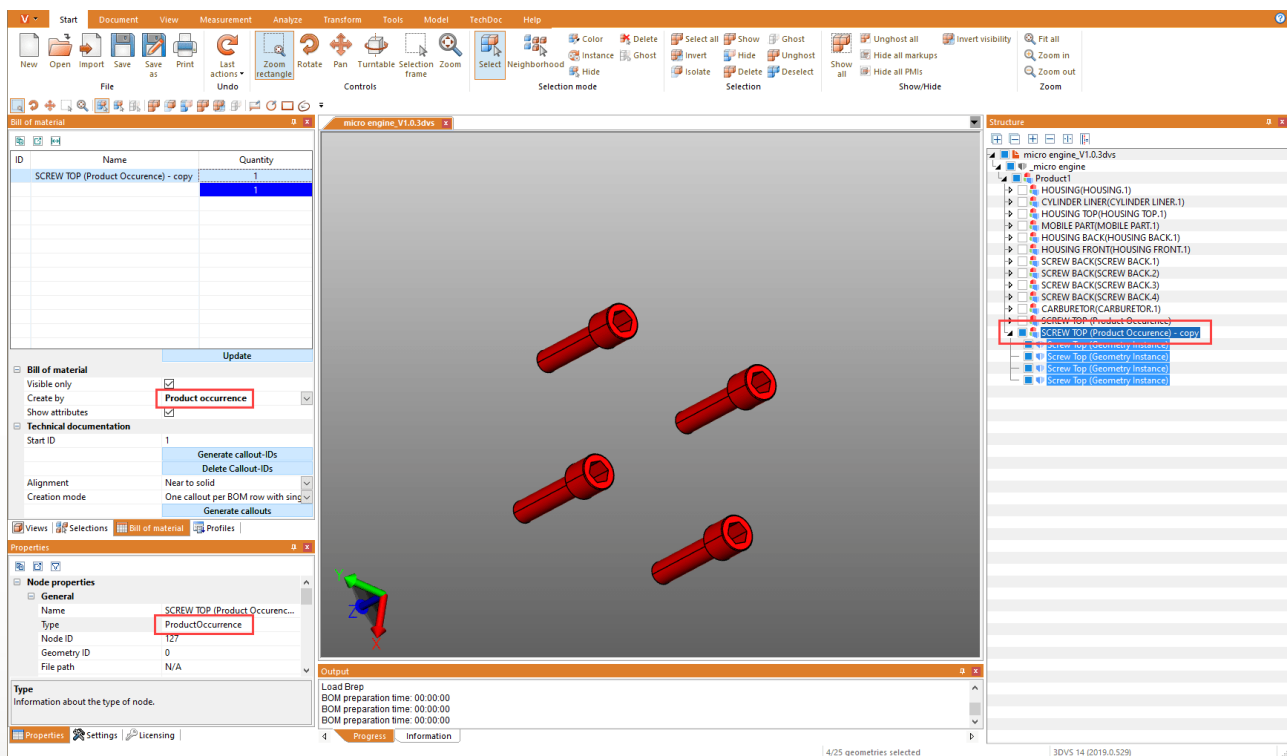 V Start Document View Measurement Analyze Transform Tools Model TechDoc Help
New Open Import Save Save as Print
File
Last actions
Undo
Zoom rectangle Rotate Pan Turntable Selection frame Zoom
Controls
Select Neighborhood Color Delete
Instance Ghost
Hide
Selection mode
Select all Show Ghost
Invert Hide Unghost
Isolate Delete Deselect
Selection
Show all Unghost all Invert visibility
Hide all markups
Hide all PMIs
Show/Hide
Fit all
Zoom in
Zoom out
Zoom
Bill of material
ID Name Quantity
SCREW TOP (Product Occurence) - copy 1
1
Update
Bill of material
Visible only
Create by Product occurrence
Show attributes
Technical documentation
Start ID 1
Generate callout-IDs
Delete Callout-IDs
Alignment Near to solid
Creation mode One callout per BOM row with sing
Generate callouts
Views Selections Bill of material Profiles
Properties
Node properties
General
Name SCREW TOP (Product Occurenc...
Type ProductOccurrence
Node ID 127
Geometry ID 0
File path N/A
Type
Information about the type of node.
Properties Settings Licensing
micro engine_V1.0.3dvs
Y
Z
X
Output
Load Brep
BOM preparation time: 00:00:00
BOM preparation time: 00:00:00
BOM preparation time: 00:00:00
Progress Information
Structure
micro engine_V1.0.3dvs
_micro engine
Product1
HOUSING(HOUSING.1)
CYLINDER LINER(CYLINDER LINER.1)
HOUSING TOP(HOUSING TOP.1)
MOBILE PART(MOBILE PART.1)
HOUSING BACK(HOUSING BACK.1)
HOUSING FRONT(HOUSING FRONT.1)
SCREW BACK(SCREW BACK.1)
SCREW BACK(SCREW BACK.2)
SCREW BACK(SCREW BACK.3)
SCREW BACK(SCREW BACK.4)
CARBURETOR(CARBURETOR.1)
SCREW TOP (Product Occurence)
SCREW TOP (Product Occurence) - copy
Screw Top (Geometry Instance)
Screw Top (Geometry Instance)
Screw Top (Geometry Instance)
Screw Top (Geometry Instance)
4/25 geometries selected 3DVS 14 (2019.0.529)